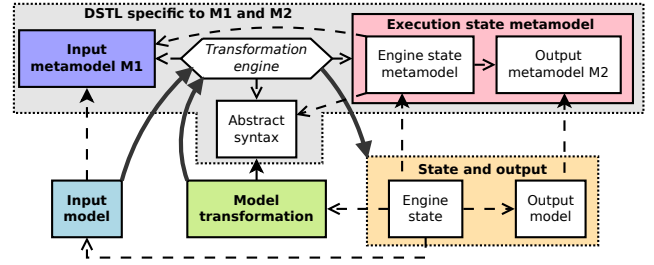 DSTL specific to M1 and M2
Input
metamodel M1
Transformation
engine
Execution state metamodel
Engine state
metamodel
Output
metamodel M2
Abstract
syntax
State and output
Input
model
Model
transformation
Engine
state
Output
model